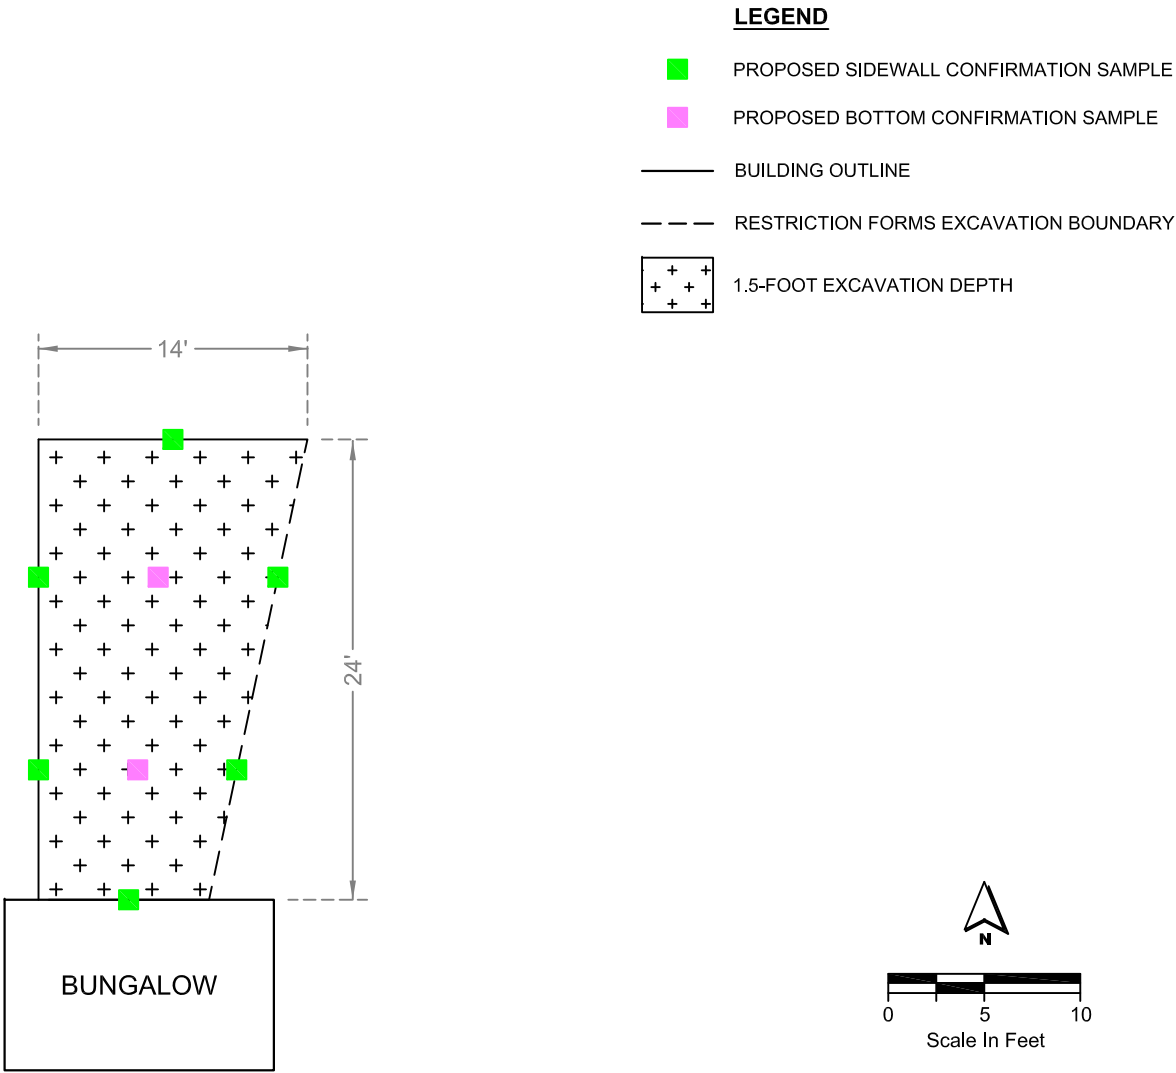 LEGEND
PROPOSED SIDEWALL CONFIRMATION SAMPLE
PROPOSED BOTTOM CONFIRMATION SAMPLE
BUILDING OUTLINE
RESTRICTION FORMS EXCAVATION BOUNDARY
1.5-FOOT EXCAVATION DEPTH
14'
24'
BUNGALOW
N
0 5 10
Scale In Feet